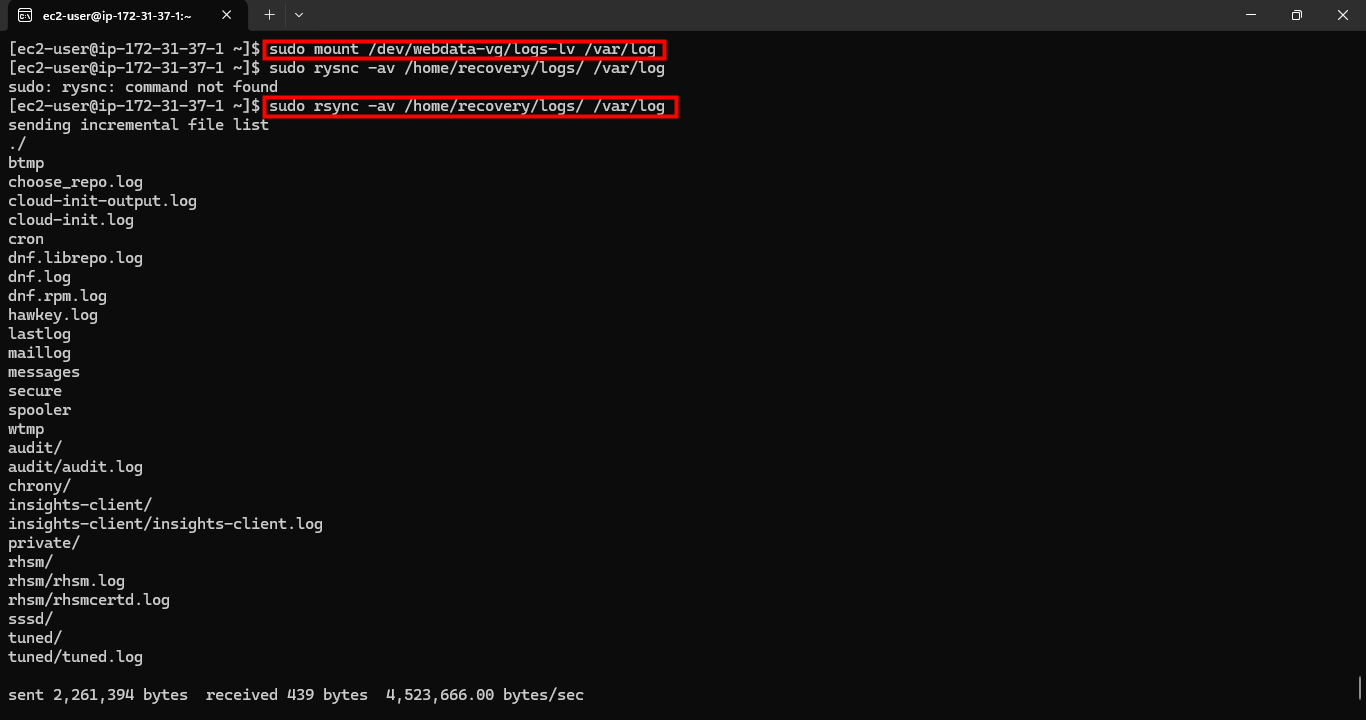 ec2-user@ip-172-31-37-1:~
[ec2-user@ip-172-31-37-1 ~]$ sudo mount /dev/webdata-vg/logs-lv /var/log
[ec2-user@ip-172-31-37-1 ~]$ sudo rysnc -av /home/recovery/logs/ /var/log
sudo: rysnc: command not found
[ec2-user@ip-172-31-37-1 ~]$ sudo rsync -av /home/recovery/logs/ /var/log
sending incremental file list
./
btmp
choose_repo.log
cloud-init-output.log
cloud-init.log
cron
dnf.librepo.log
dnf.log
dnf.rpm.log
hawkey.log
lastlog
maillog
messages
secure
spooler
wtmp
audit/
audit/audit.log
chrony/
insights-client/
insights-client/insights-client.log
private/
rhsm/
rhsm/rhsm.log
rhsm/rhsmcertd.log
sssd/
tuned/
tuned/tuned.log
sent 2,261,394 bytes  received 439 bytes  4,523,666.00 bytes/sec